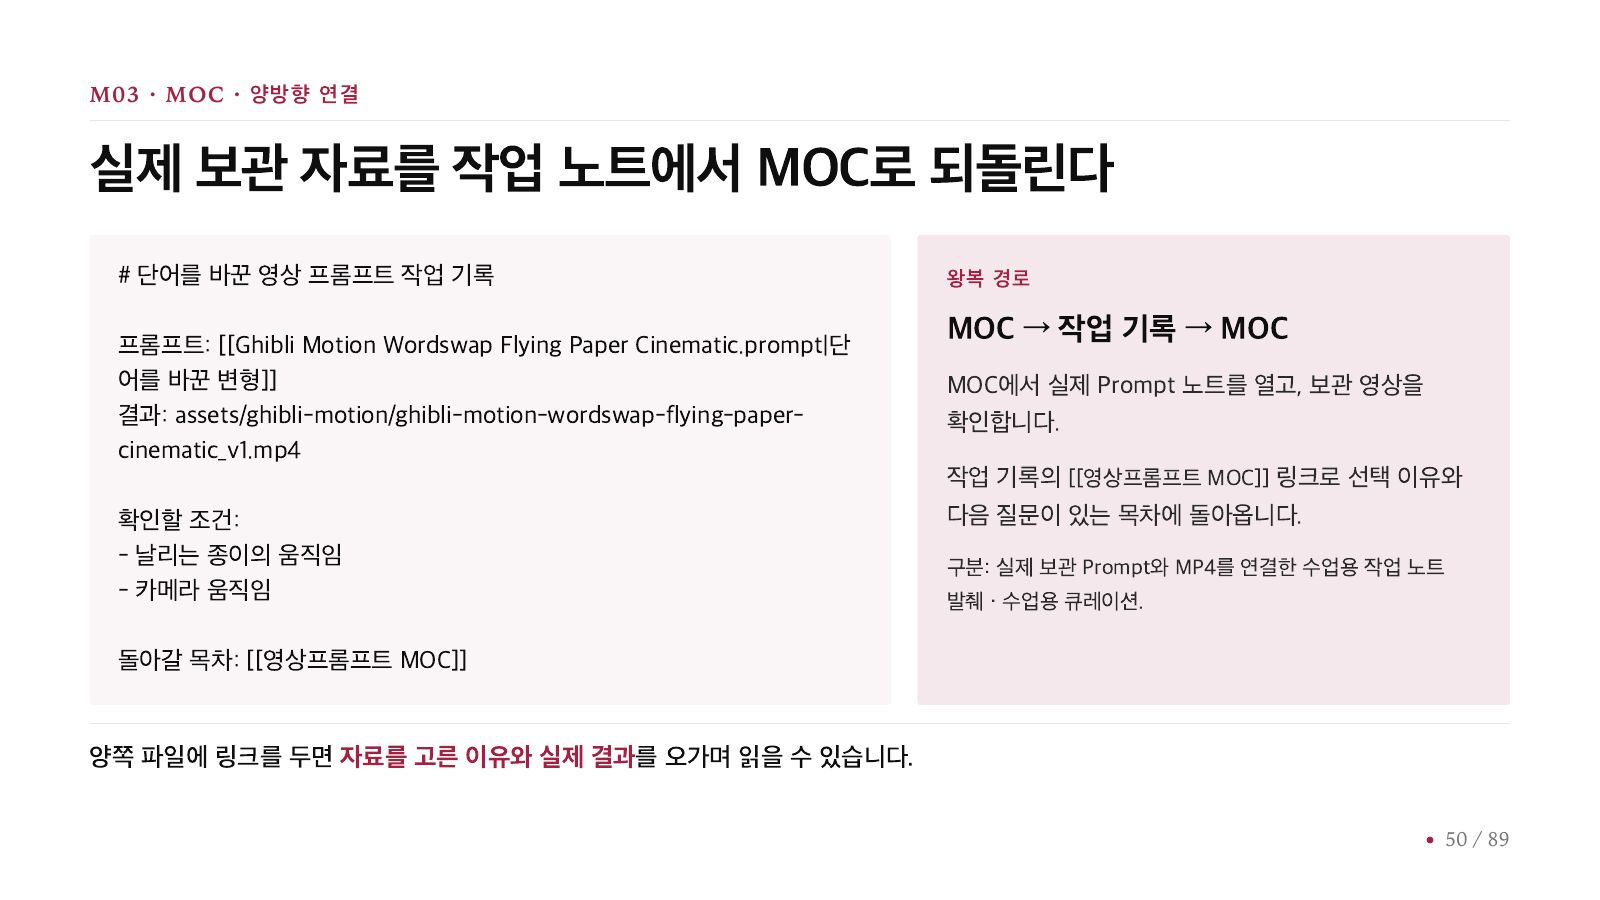 M03 · MOC · 양방향 연결
실제 보관 자료를 작업 노트에서 MOC로 되돌린다
# 단어를 바꾼 영상 프롬프트 작업 기록
프롬프트: [[Ghibli Motion Wordswap Flying Paper Cinematic.prompt|단
어를 바꾼 변형]]
결과: assets/ghibli-motion/ghibli-motion-wordswap-flying-paper-
cinematic_v1.mp4
확인할 조건:
- 날리는 종이의 움직임
- 카메라 움직임
돌아갈 목차: [[영상프롬프트 MOC]]
왕복 경로
MOC → 작업 기록 → MOC
MOC에서 실제 Prompt 노트를 열고, 보관 영상을
확인합니다.
작업 기록의 [[영상프롬프트 MOC]] 링크로 선택 이유와
다음 질문이 있는 목차에 돌아옵니다.
구분: 실제 보관 Prompt와 MP4를 연결한 수업용 작업 노트
발췌 · 수업용 큐레이션.
양쪽 파일에 링크를 두면 자료를 고른 이유와 실제 결과를 오가며 읽을 수 있습니다.
• 50 / 89